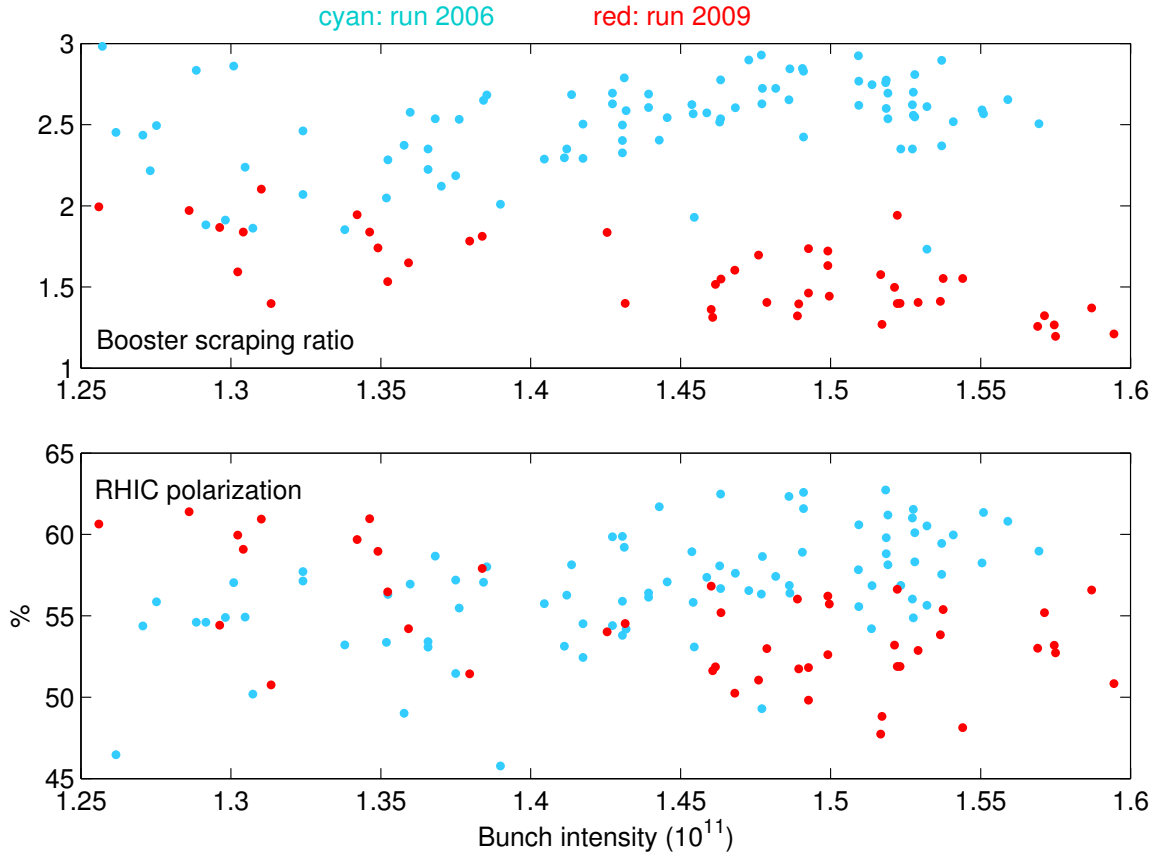 cyan: run 2006 red: run 2009
3
2.5
2
1.5
1
Booster scraping ratio
1.25 1.3 1.35 1.4 1.45 1.5 1.55 1.6
65
60
55
50
45
%
RHIC polarization
1.25 1.3 1.35 1.4 1.45 1.5 1.55 1.6
Bunch intensity (10^11)